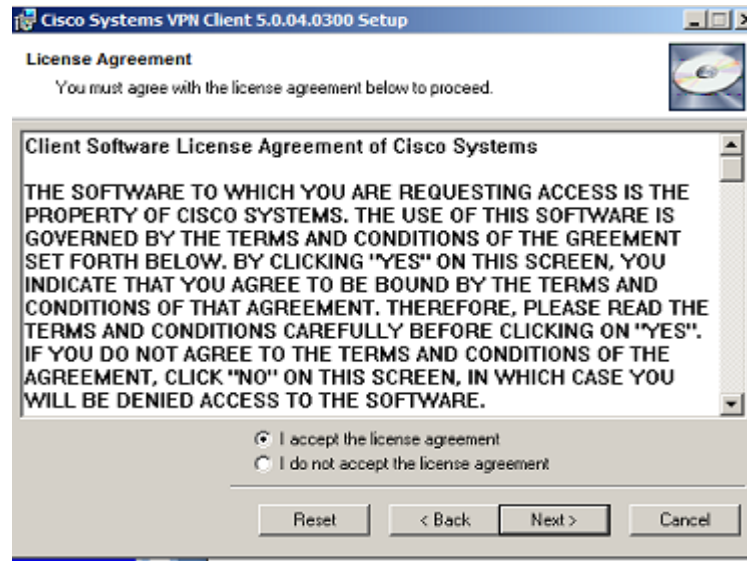 Cisco Systems VPN Client 5.0.04.0300 Setup
License Agreement
You must agree with the license agreement below to proceed.
Client Software License Agreement of Cisco Systems
THE SOFTWARE TO WHICH YOU ARE REQUESTING ACCESS IS THE
PROPERTY OF CISCO SYSTEMS. THE USE OF THIS SOFTWARE IS
GOVERNED BY THE TERMS AND CONDITIONS OF THE GREEMENT
SET FORTH BELOW. BY CLICKING "YES" ON THIS SCREEN, YOU
INDICATE THAT YOU AGREE TO BE BOUND BY THE TERMS AND
CONDITIONS OF THAT AGREEMENT. THEREFORE, PLEASE READ THE
TERMS AND CONDITIONS CAREFULLY BEFORE CLICKING ON "YES".
IF YOU DO NOT AGREE TO THE TERMS AND CONDITIONS OF THE
AGREEMENT, CLICK "NO" ON THIS SCREEN, IN WHICH CASE YOU
WILL BE DENIED ACCESS TO THE SOFTWARE.
I accept the license agreement
I do not accept the license agreement
Reset < Back Next > Cancel